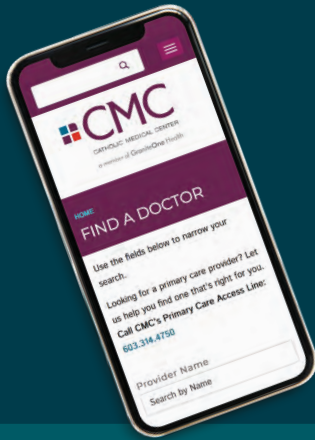 CMC
CATHOLIC MEDICAL CENTER
a member of GraniteOne Health
HOME
FIND A DOCTOR
Use the fields below to narrow your
search.
Looking for a primary care provider? Let
us help you find one that's right for you.
Call CMC's Primary Care Access Line:
603.314.4750
Provider Name
Search by Name